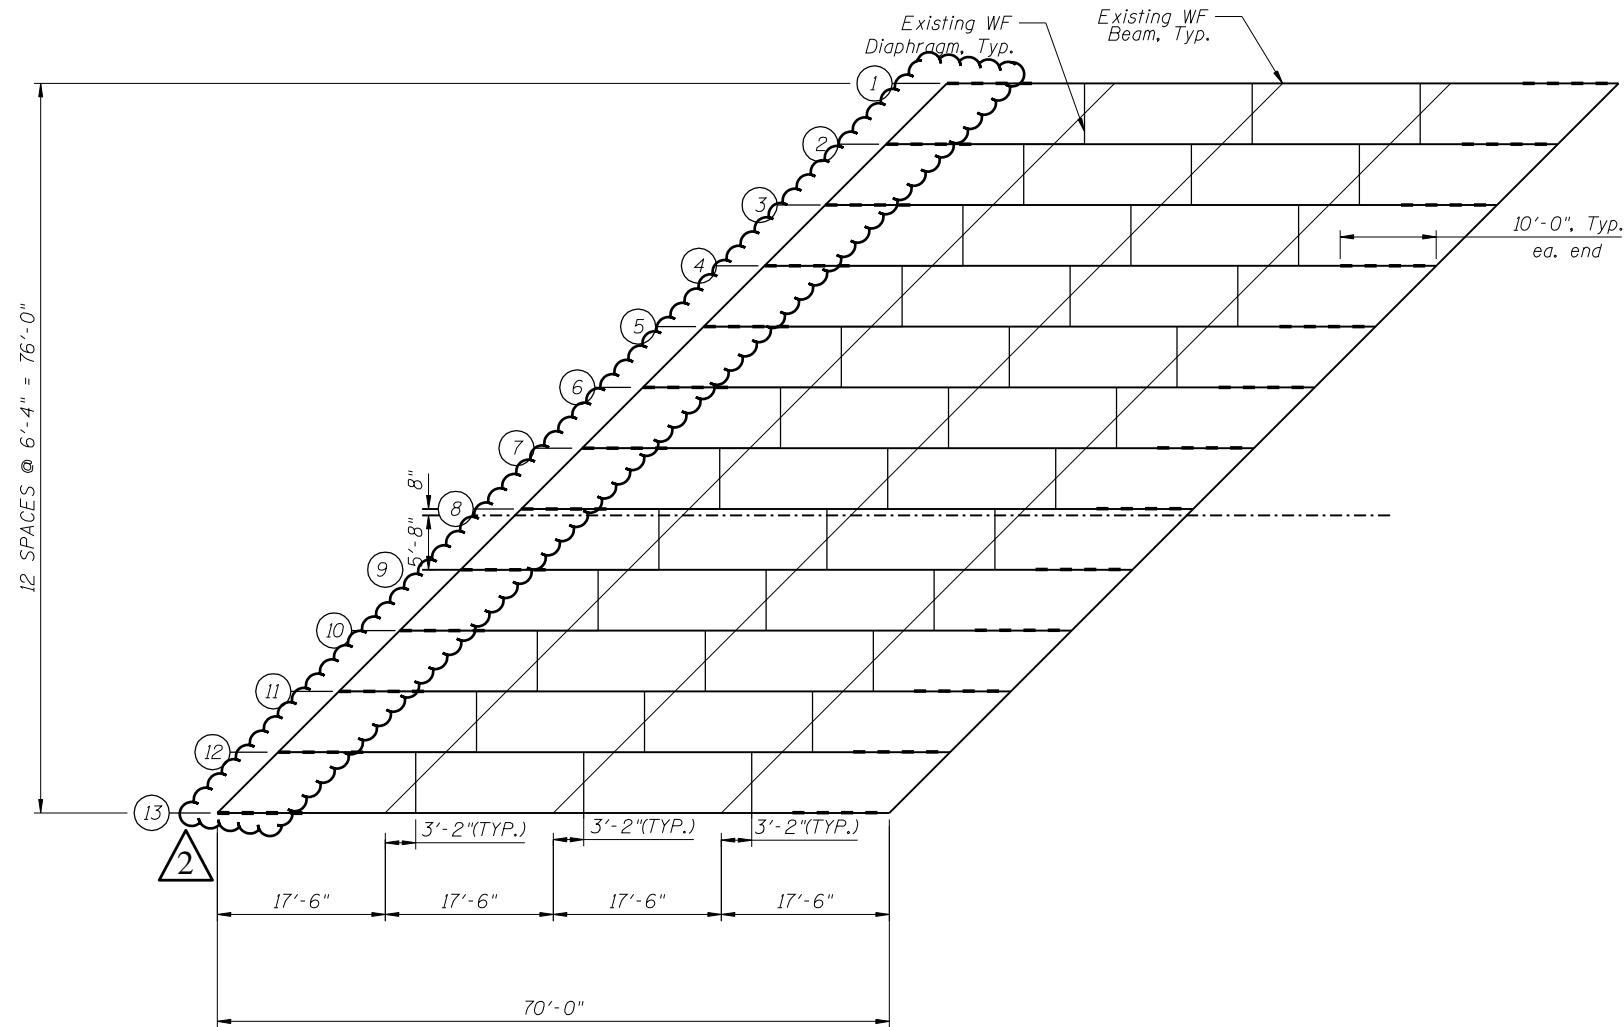 Existing WF
Diaphragm, Typ.
Existing WF
Beam, Typ.
1
2
3
4
5
6
7
8
9
10
11
12
13
10'-0", Typ.
ea. end
12 SPACES @ 6'-4" = 76'-0"
8"
5'-8"
2
3'-2"(TYP.)
3'-2"(TYP.)
3'-2"(TYP.)
17'-6"
17'-6"
17'-6"
17'-6"
70'-0"